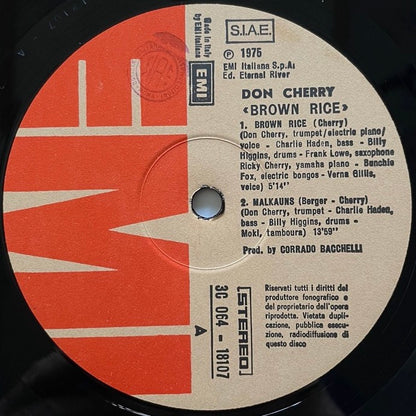 EMI
Made in Italy
by EMI Italiana
EMI
S.I.A.E.
℗ 1975
EMI Italiana S.p.A.
Ed. Eternal River
DON CHERRY
«BROWN RICE»
1. BROWN RICE (Cherry)
(Don Cherry, trumpet/electric piano/
voice - Charlie Haden, bass - Billy
Higgins, drums - Frank Lowe, saxophone
Ricky Cherry, yamaha piano - Bunchie
Fox, electric bongos - Verna Gillis,
voice) 5'14"
2. MALKAUNS (Berger - Cherry)
(Don Cherry, trumpet - Charlie Haden,
bass - Billy Higgins, drums -
Moki, tamboura) 13'59"
Prod. by CORRADO BACCHELLI
STEREO
3C 064 - 18107
A
Riservati tutti i diritti del
produttore fonografico e
del proprietario dell'opera
riprodotta. Vietata dupli-
cazione, pubblica esecu-
zione, radiodiffusione di
questo disco